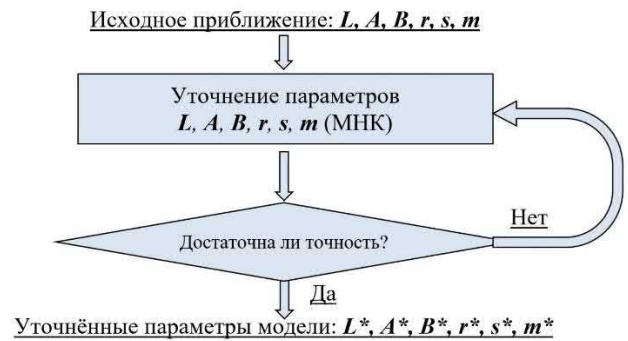 Исходное приближение: L, A, B, r, s, m
Уточнение параметров
L, A, B, r, s, m (МНК)
Достаточна ли точность?
Нет
Да
Уточнённые параметры модели: L*, A*, B*, r*, s*, m*